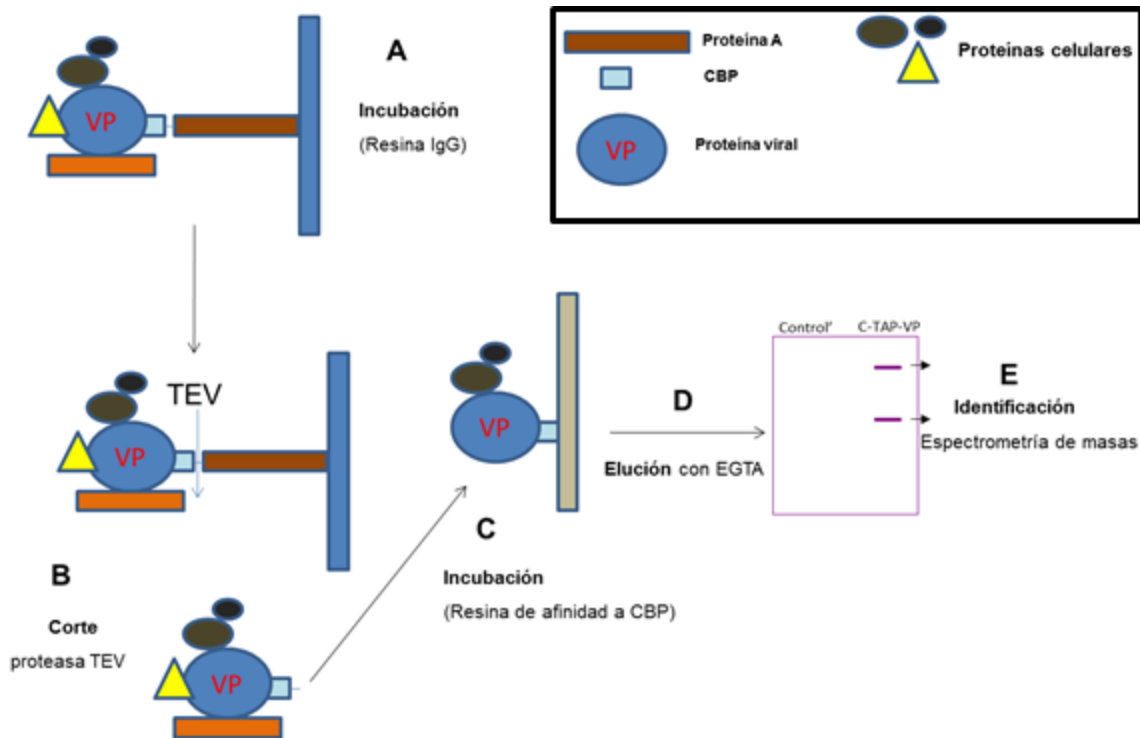 A
Incubación
(Resina IgG)
VP
Proteína A
CBP
VP
Proteína viral
Proteínas celulares
TEV
VP
B
Corte
proteasa TEV
VP
VP
C
Incubación
(Resina de afinidad a CBP)
D
Elución con EGTA
Control'
C-TAP-VP
E
Identificación
Espectrometría de masas